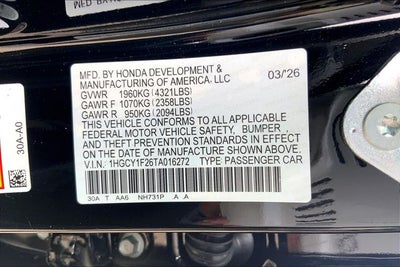 MFD. BY HONDA DEVELOPMENT &
MANUFACTURING OF AMERICA, LLC 03/26
GVWR 1960KG (4321LBS)
GAWR F 1070KG (2358LBS)
GAWR R 950KG (2094LBS)
THIS VEHICLE CONFORMS TO ALL APPLICABLE
FEDERAL MOTOR VEHICLE SAFETY, BUMPER,
AND THEFT PREVENTION STANDARDS IN EFFECT
ON THE DATE OF MANUFACTURE SHOWN ABOVE.
V.I.N. 1HGCY1F26TA016272 TYPE: PASSENGER CAR
30A T AA6 NH731P A A
30A-A0